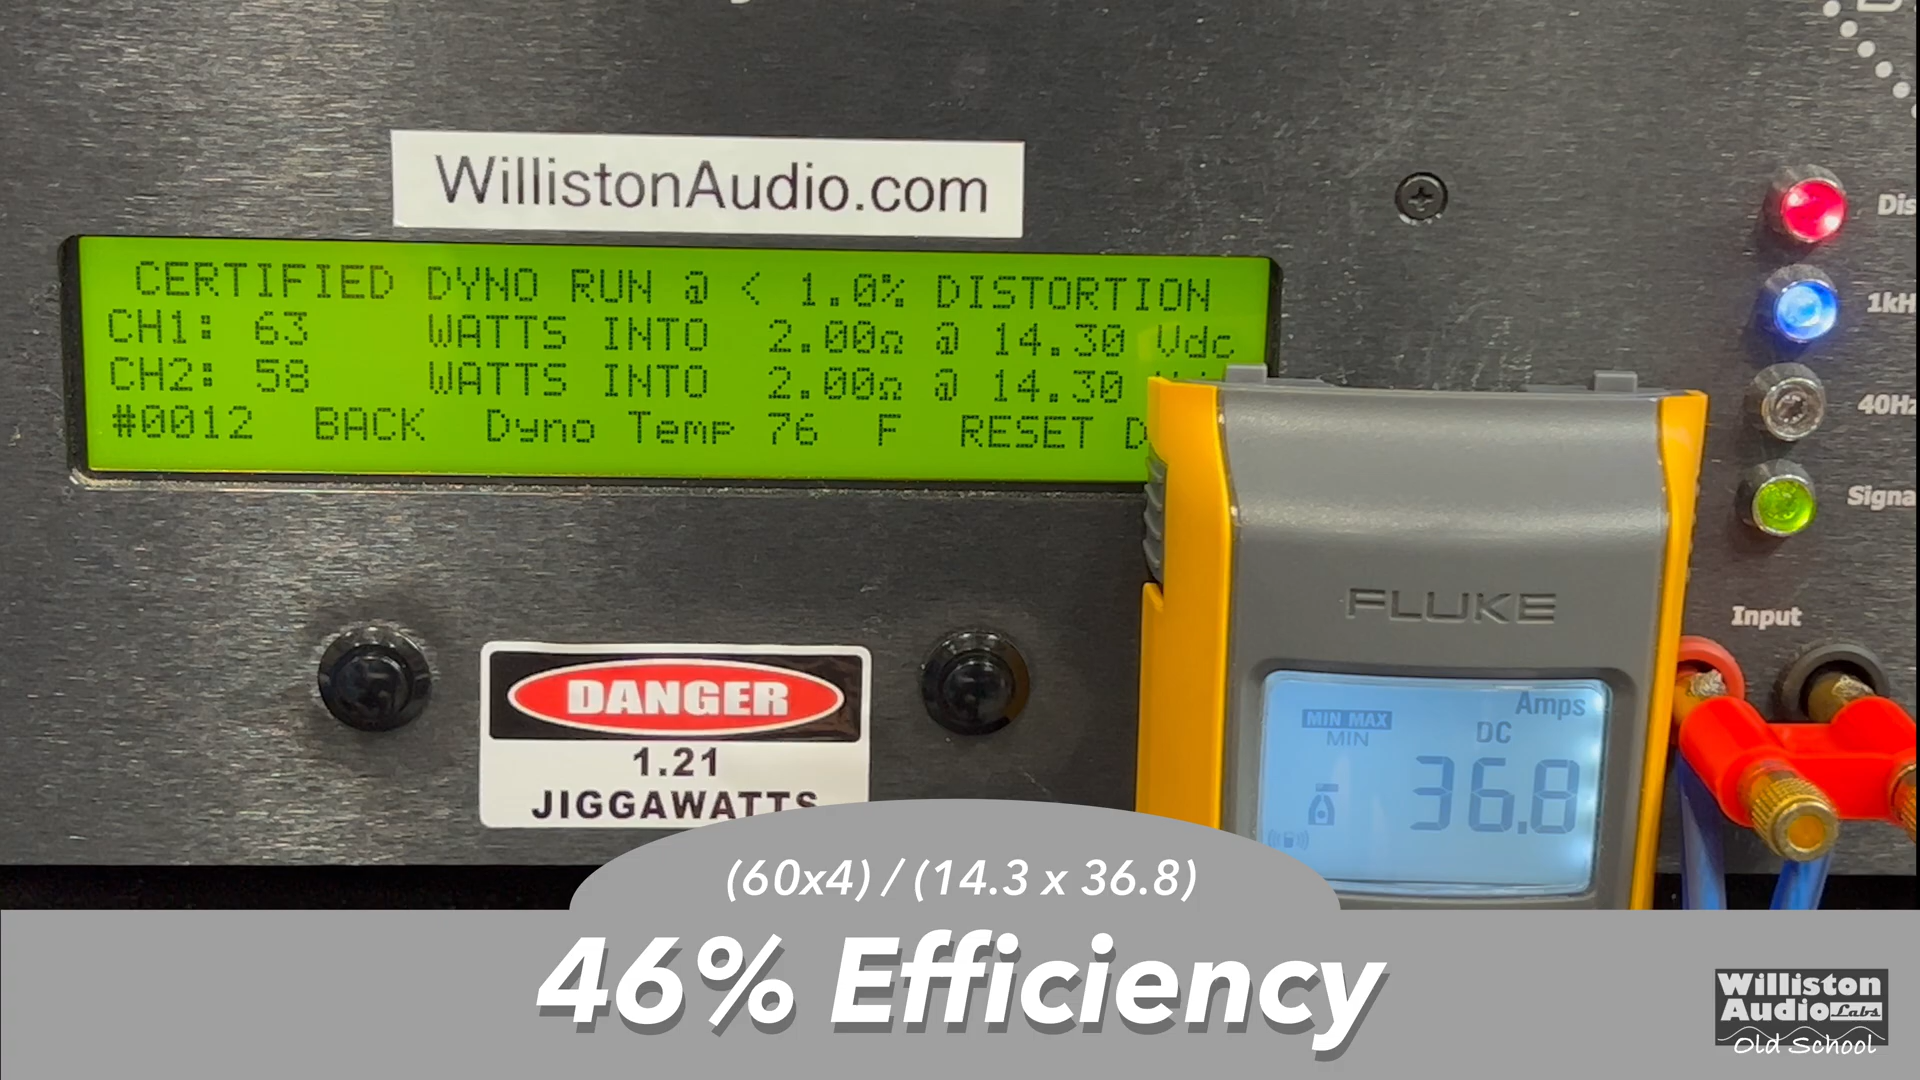 WillistonAudio.com
CERTIFIED DYNO RUN @ < 1.0% DISTORTION
CH1: 63 WATTS INTO 2.00Ω @ 14.30 Vdc
CH2: 58 WATTS INTO 2.00Ω @ 14.30
#0012 BACK Dyno Temp 76 F RESET D
Dis
1kH
40Hz
Signa
Input
FLUKE
MIN MAX
MIN
Amps
DC
36.8
DANGER
1.21
JIGGAWATTS
(60x4) / (14.3 x 36.8)
46% Efficiency
Williston
Audio Labs
Old School